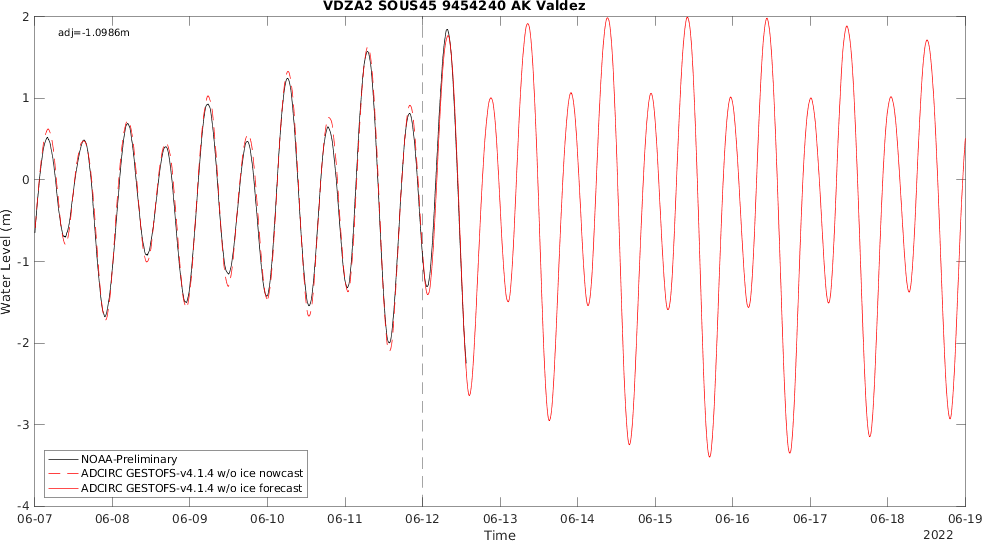 VDZA2 SOUS45 9454240 AK Valdez
adj=-1.0986m
2
1
0
-1
-2
-3
-4
Water Level (m)
NOAA-Preliminary
ADCIRC GESTOFS-v4.1.4 w/o ice nowcast
ADCIRC GESTOFS-v4.1.4 w/o ice forecast
06-07 06-08 06-09 06-10 06-11 06-12 06-13 06-14 06-15 06-16 06-17 06-18 06-19
Time
2022